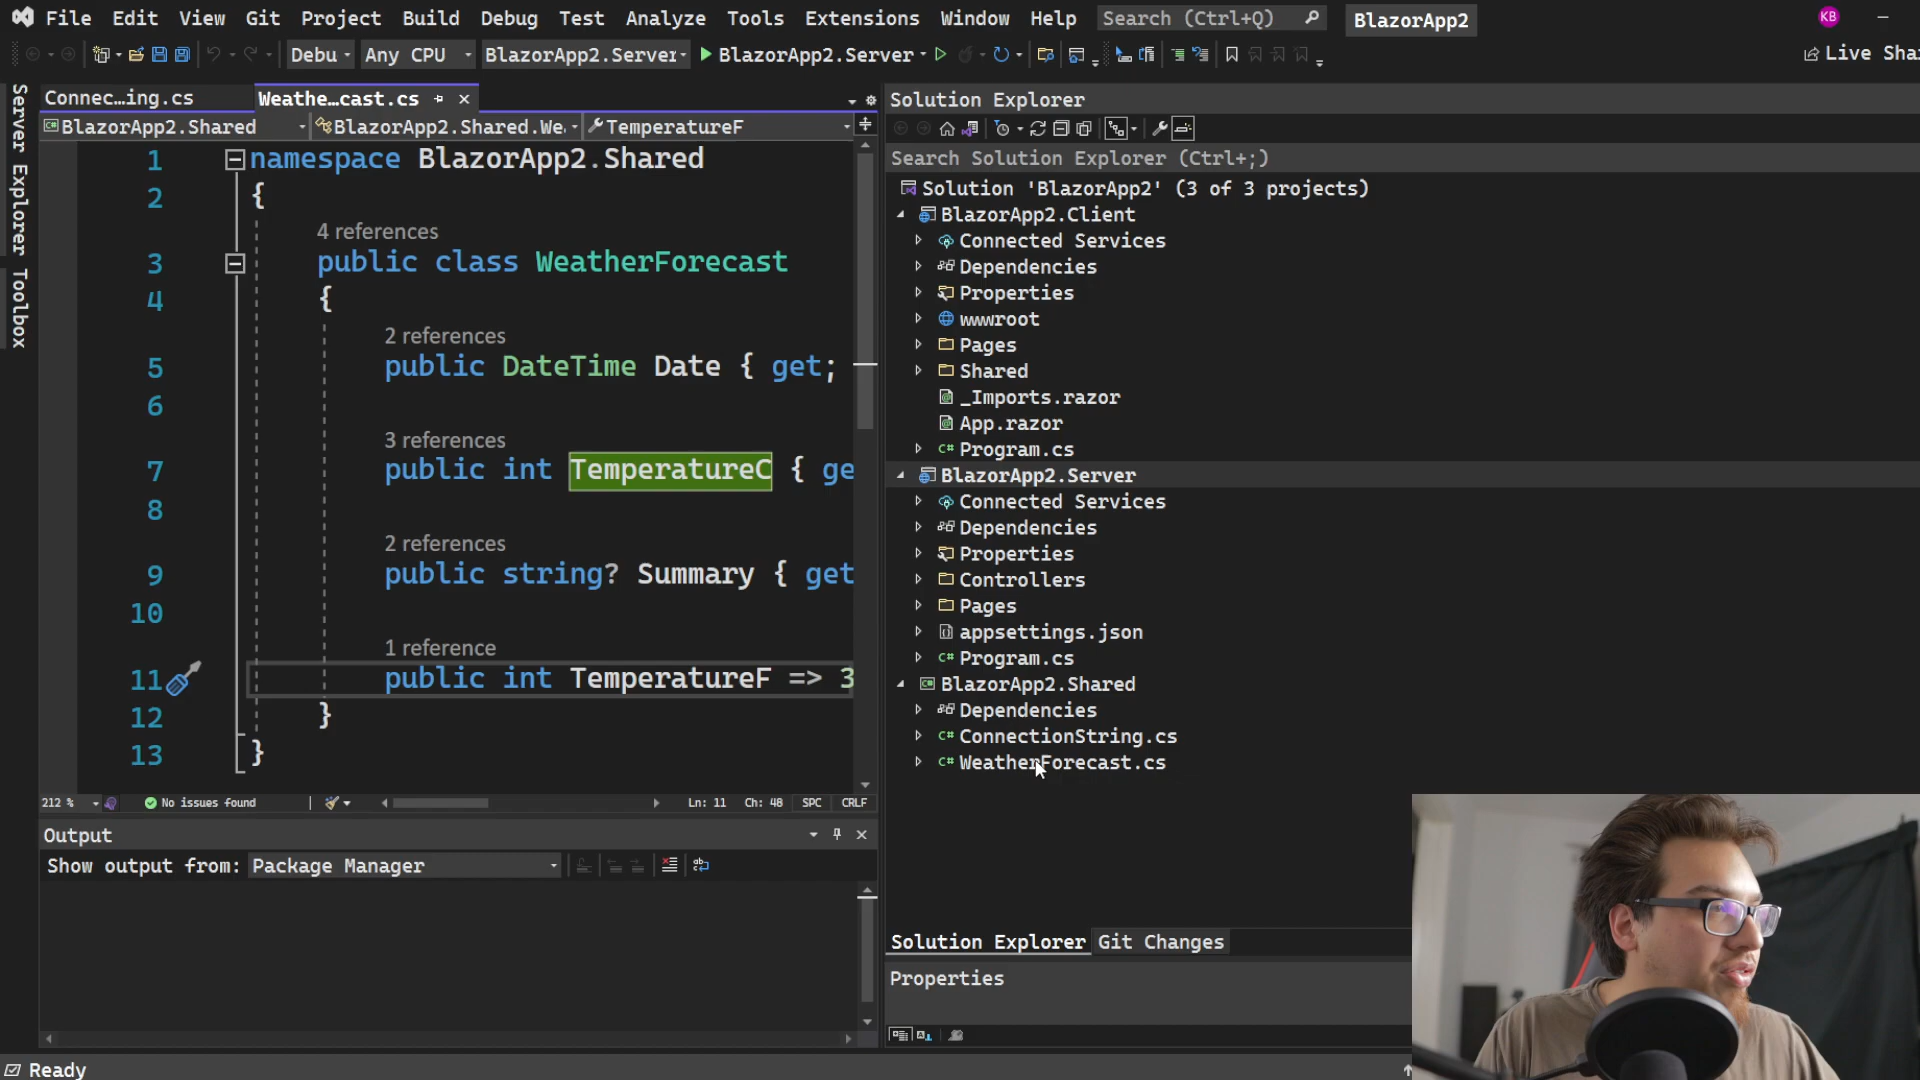 File Edit View Git Project Build Debug Test Analyze Tools Extensions Window Help Search (Ctrl+Q) BlazorApp2 KB
Debu Any CPU BlazorApp2.Server BlazorApp2.Server Live Sha
Server Explorer
Toolbox
Connec...ing.cs Weathe...cast.cs
BlazorApp2.Shared BlazorApp2.Shared.We TemperatureF
1 namespace BlazorApp2.Shared
2 {
4 references
3 public class WeatherForecast
4 {
2 references
5 public DateTime Date { get;
6
3 references
7 public int TemperatureC { ge
8
2 references
9 public string? Summary { get
10
1 reference
11 public int TemperatureF => 3
12 }
13 }
212 % No issues found Ln: 11 Ch: 48 SPC CRLF
Output
Show output from: Package Manager
Solution Explorer
Search Solution Explorer (Ctrl+;)
Solution 'BlazorApp2' (3 of 3 projects)
BlazorApp2.Client
Connected Services
Dependencies
Properties
wwwroot
Pages
Shared
_Imports.razor
App.razor
C# Program.cs
BlazorApp2.Server
Connected Services
Dependencies
Properties
Controllers
Pages
appsettings.json
C# Program.cs
BlazorApp2.Shared
Dependencies
C# ConnectionString.cs
C# WeatherForecast.cs
Solution Explorer Git Changes
Properties
Ready